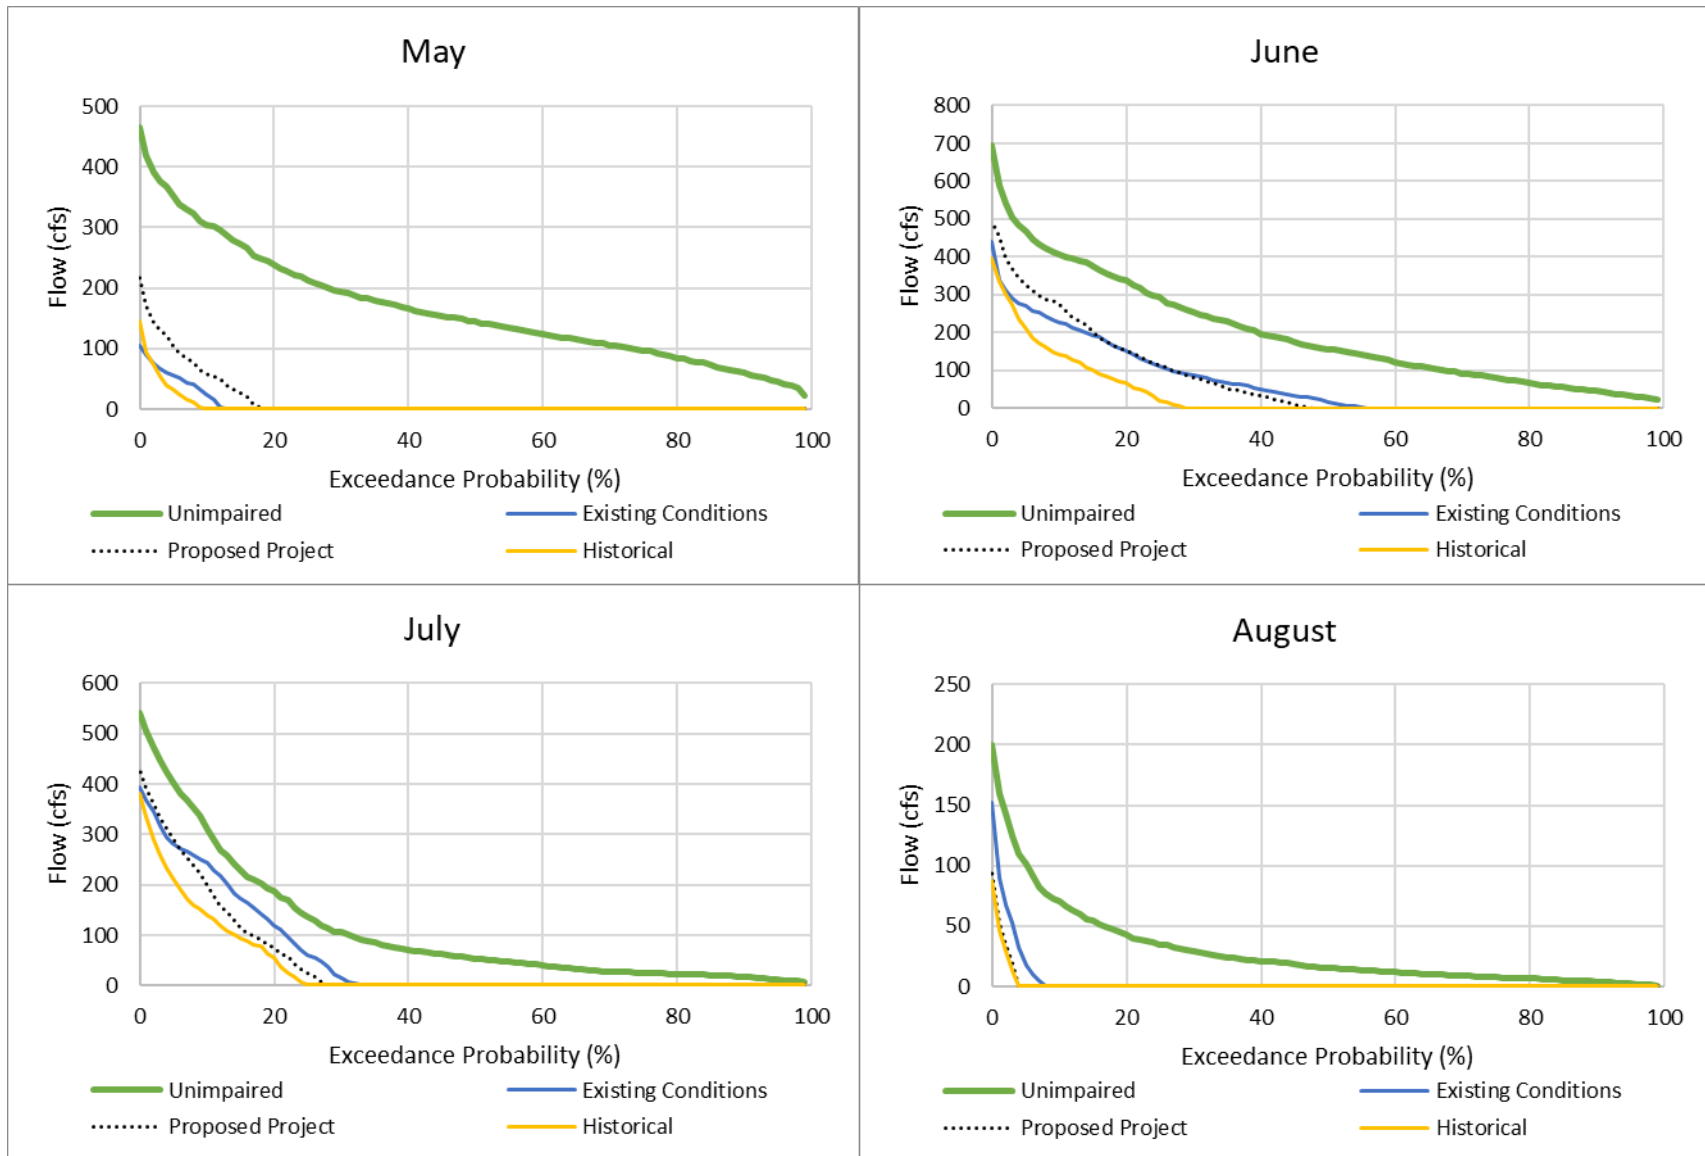 May
500
400
300
200
100
0
Flow (cfs)
0 20 40 60 80 100
Exceedance Probability (%)
Unimpaired Existing Conditions
Proposed Project Historical
June
800
700
600
500
400
300
200
100
0
Flow (cfs)
0 20 40 60 80 100
Exceedance Probability (%)
Unimpaired Existing Conditions
Proposed Project Historical
July
600
500
400
300
200
100
0
Flow (cfs)
0 20 40 60 80 100
Exceedance Probability (%)
Unimpaired Existing Conditions
Proposed Project Historical
August
250
200
150
100
50
0
Flow (cfs)
0 20 40 60 80 100
Exceedance Probability (%)
Unimpaired Existing Conditions
Proposed Project Historical